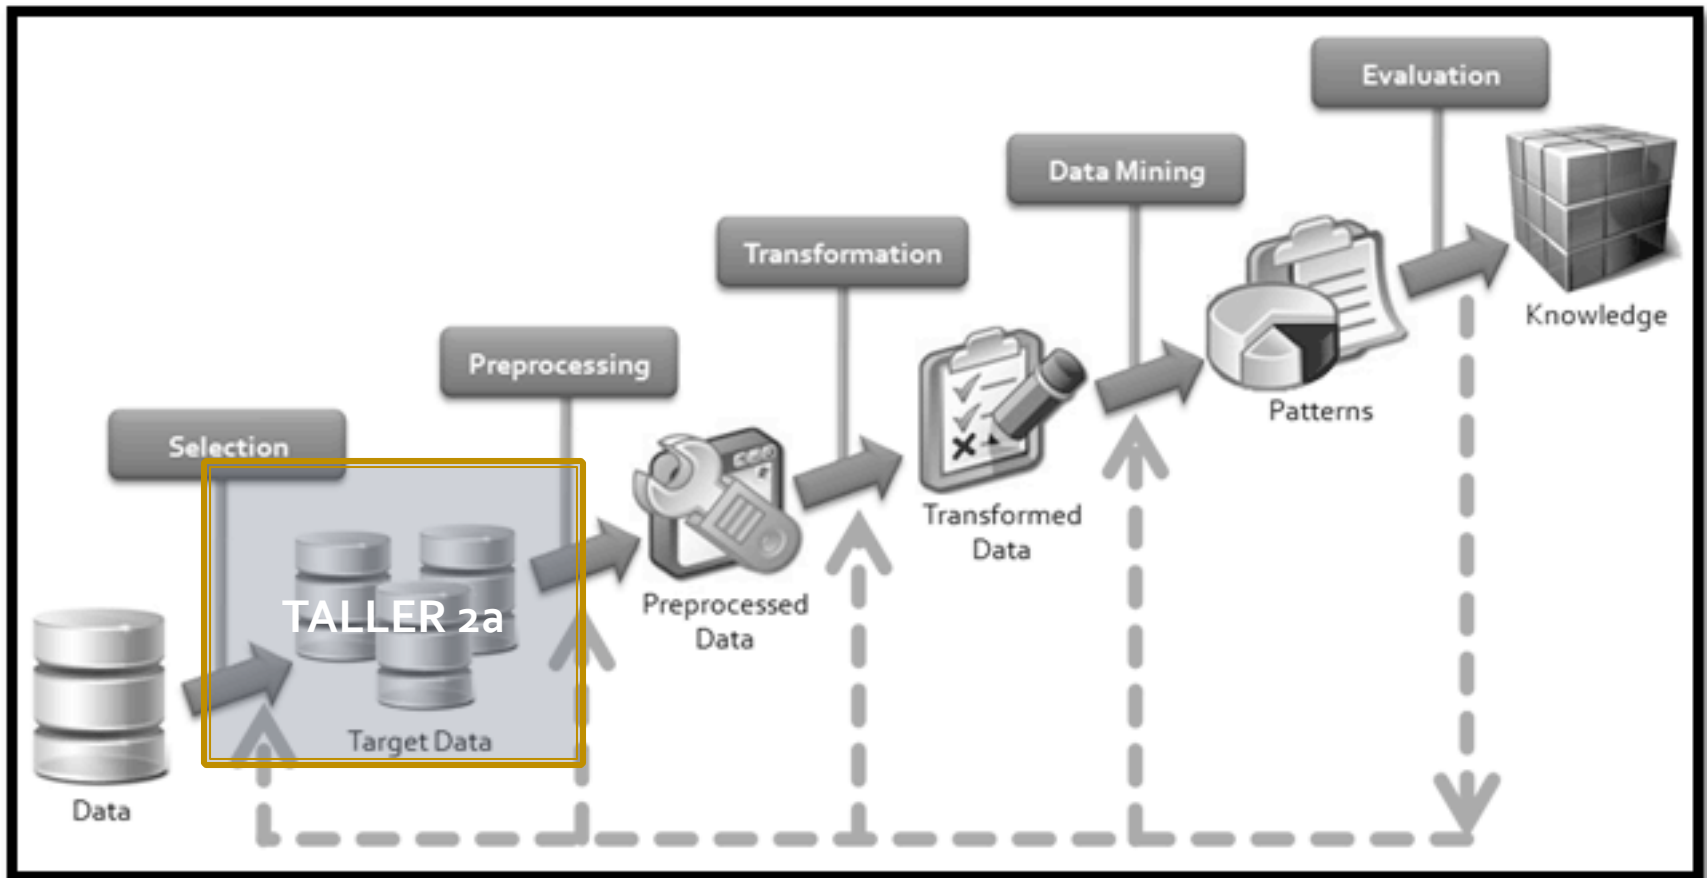 Evaluation
Data Mining
Transformation
Knowledge
Preprocessing
Patterns
Selection
Transformed
Data
Preprocessed
Data
TALLER 2a
Target Data
Data